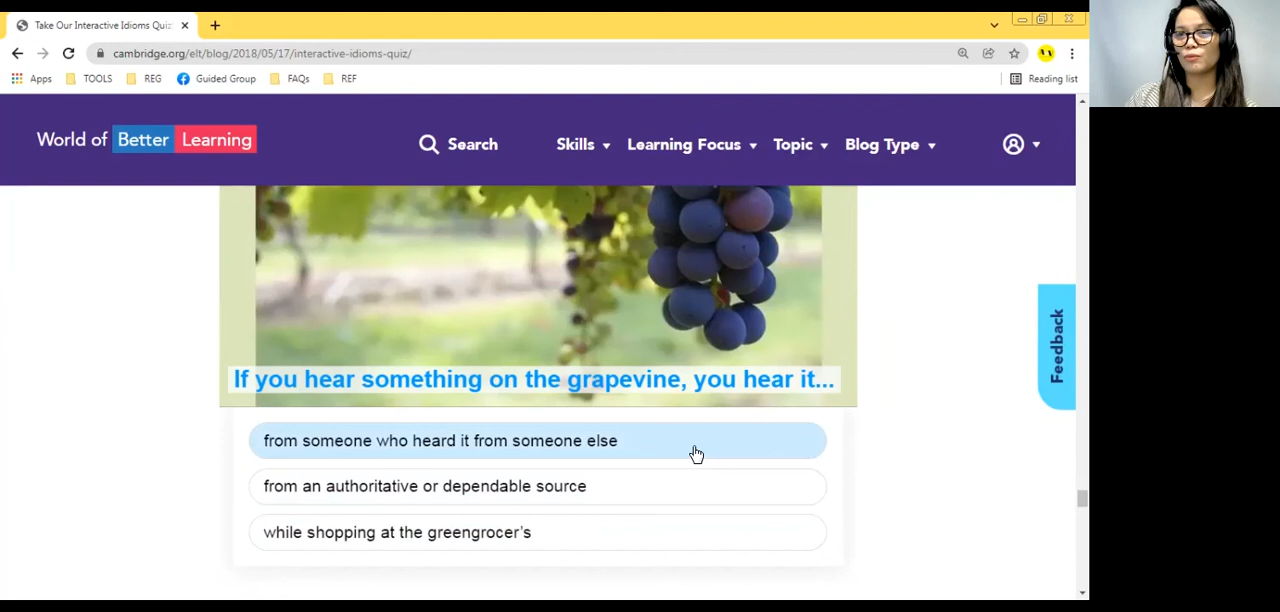 Take Our Interactive Idioms Quiz
cambridge.org/elt/blog/2018/05/17/interactive-idioms-quiz/
Apps TOOLS REG Guided Group FAQs REF Reading list
World of Better Learning Search Skills Learning Focus Topic Blog Type
Feedback
If you hear something on the grapevine, you hear it...
from someone who heard it from someone else
from an authoritative or dependable source
while shopping at the greengrocer's